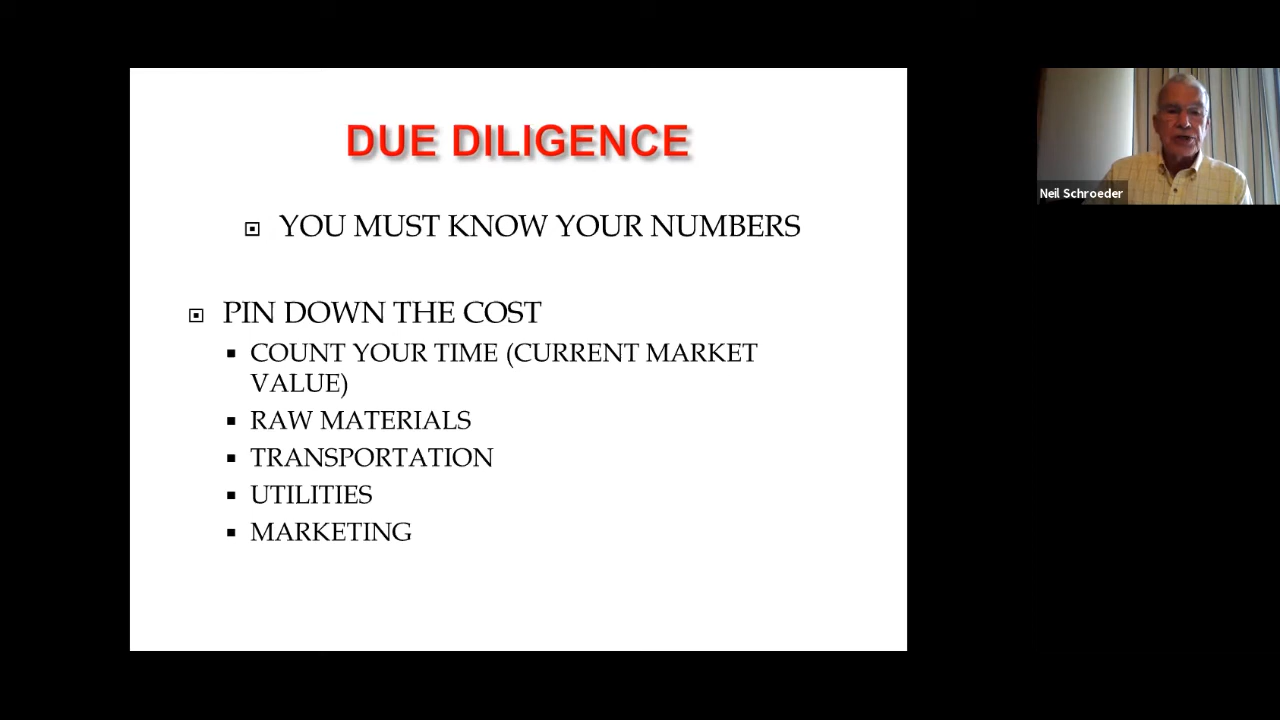 DUE DILIGENCE
YOU MUST KNOW YOUR NUMBERS
PIN DOWN THE COST
COUNT YOUR TIME (CURRENT MARKET
VALUE)
RAW MATERIALS
TRANSPORTATION
UTILITIES
MARKETING
Neil Schroeder